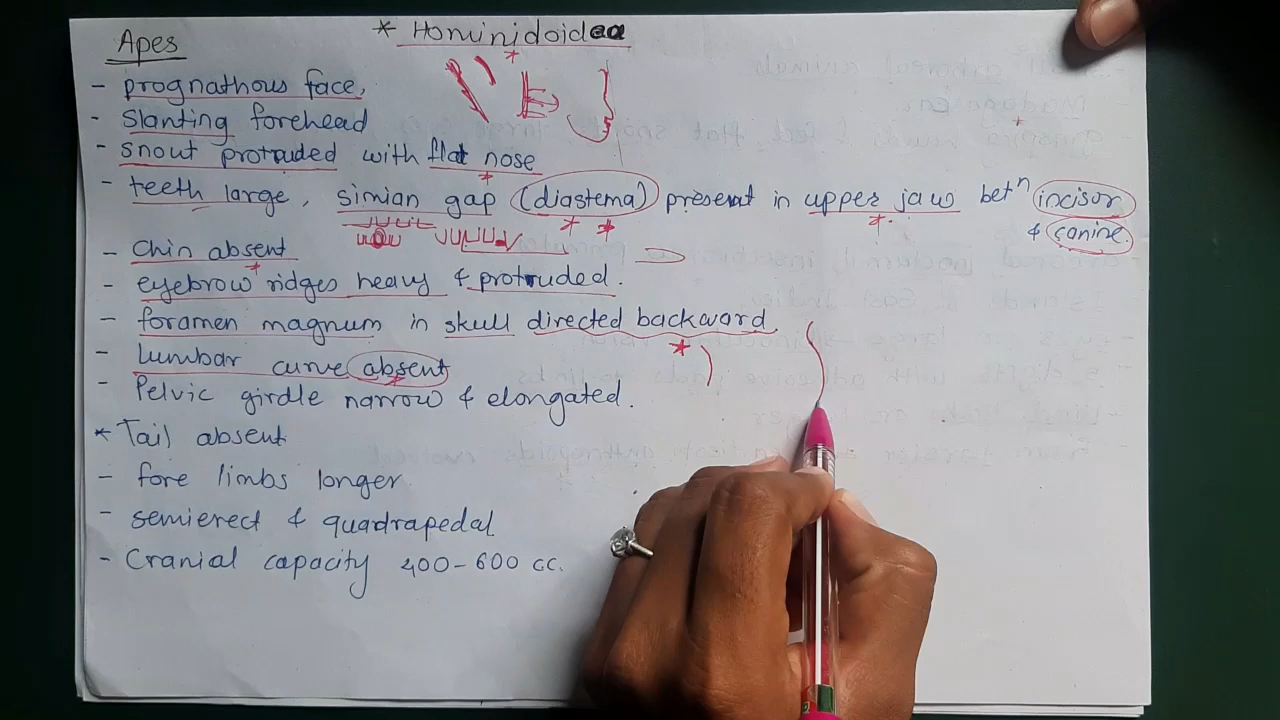 Apes
* Hominidoidea
- prognathous face,
- Slanting forehead
- snout protruded with flat nose
- teeth large, simian gap (diastema) present in upper jaw betn incisor
& canine.
- Chin absent
- eyebrow ridges heavy & protruded.
- foramen magnum in skull directed backward
- Lumbar curve absent
- Pelvic girdle narrow & elongated.
* Tail absent
- fore limbs longer
- semierect & quadrapedal
- Cranial capacity 400-600 cc.